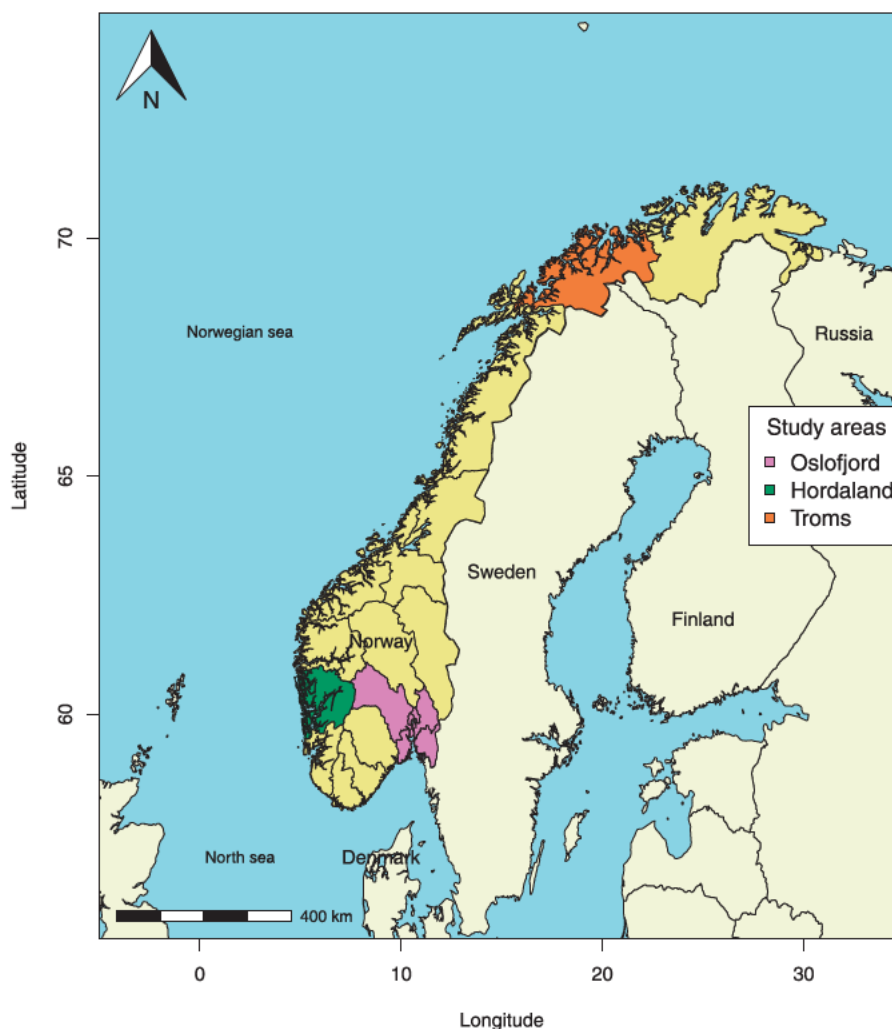 N
70
Norwegian sea
Russia
Study areas
Oslofjord
Hordaland
Troms
65
Latitude
Sweden
Finland
Norway
60
North sea
Denmark
400 km
0
10
20
30
Longitude